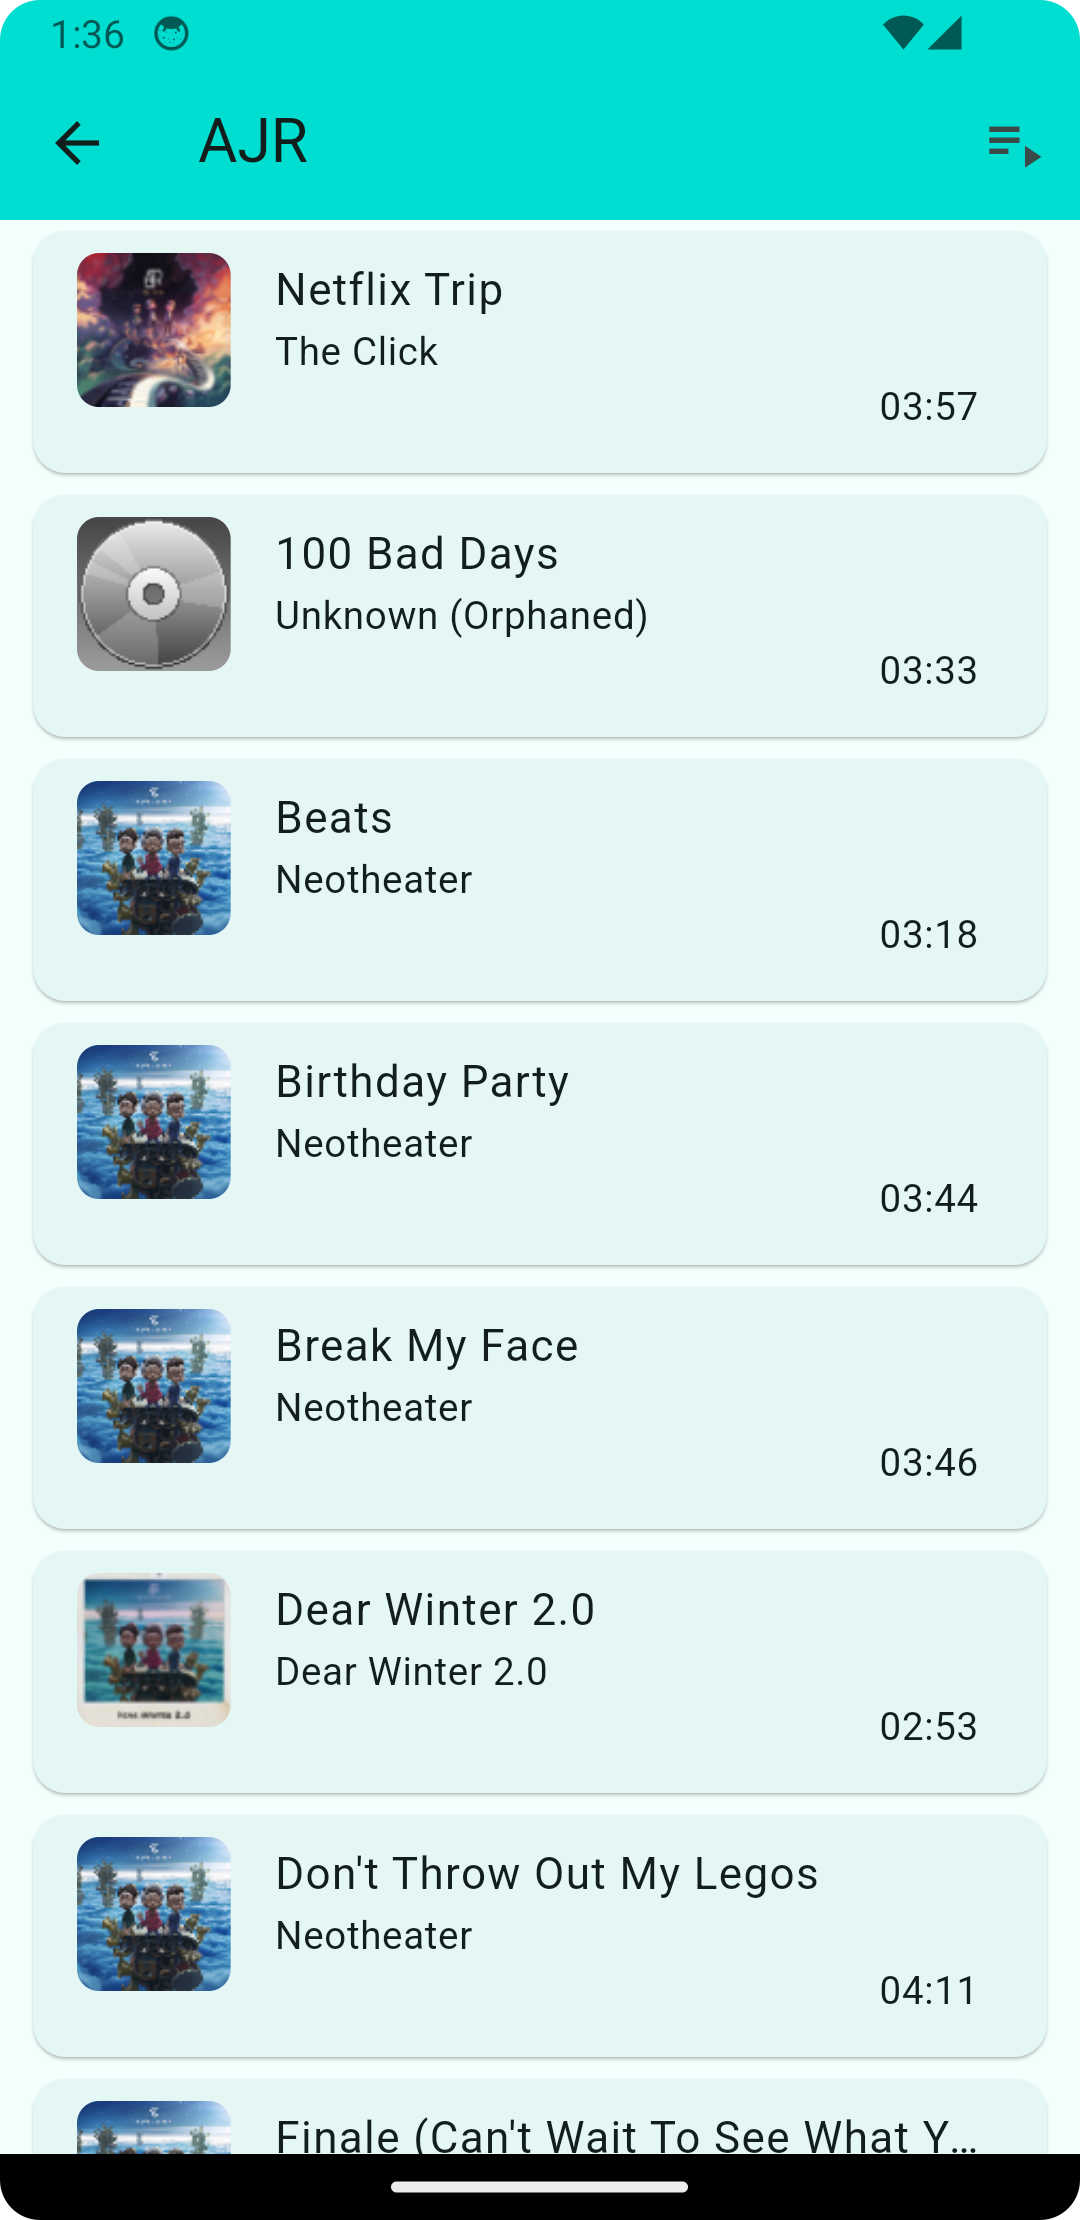 1:36
AJR
Netflix Trip
The Click
03:57
100 Bad Days
Unknown (Orphaned)
03:33
Beats
Neotheater
03:18
Birthday Party
Neotheater
03:44
Break My Face
Neotheater
03:46
Dear Winter 2.0
Dear Winter 2.0
02:53
Don't Throw Out My Legos
Neotheater
04:11
Finale (Can't Wait To See What Y…